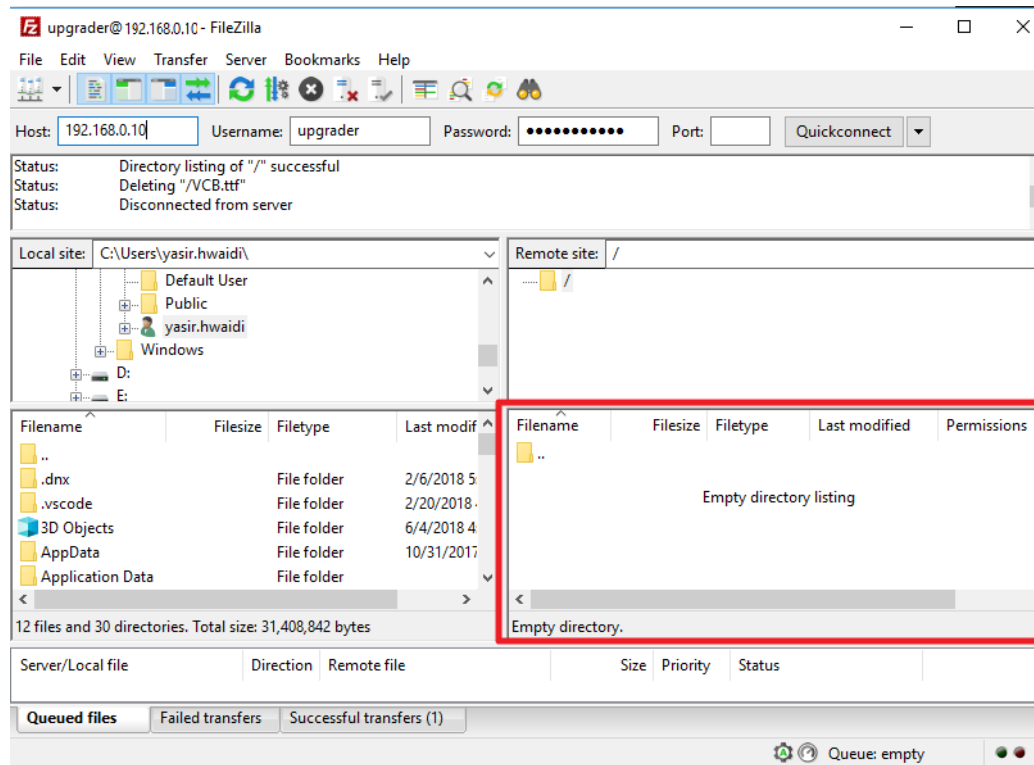 upgrader@192.168.0.10 - FileZilla
File Edit View Transfer Server Bookmarks Help
Host: 192.168.0.10 Username: upgrader Password: ●●●●●●●●●●● Port: Quickconnect
Status: Directory listing of "/" successful
Status: Deleting "/VCB.ttf"
Status: Disconnected from server
Local site: C:\Users\yasir.hwaidi\
Default User
Public
yasir.hwaidi
Windows
D:
E:
Remote site: /
/
Filename Filesize Filetype Last modif
..
.dnx File folder 2/6/2018 5:
.vscode File folder 2/20/2018
3D Objects File folder 6/4/2018 4
AppData File folder 10/31/2017
Application Data File folder
12 files and 30 directories. Total size: 31,408,842 bytes
Filename Filesize Filetype Last modified Permissions
..
Empty directory listing
Empty directory.
Server/Local file Direction Remote file Size Priority Status
Queued files Failed transfers Successful transfers (1)
Queue: empty